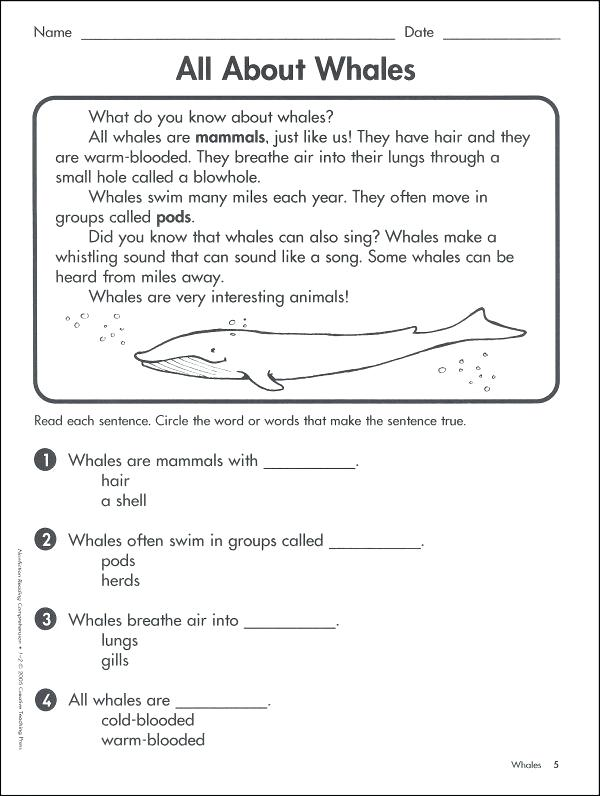 Name ______________ Date ______________
All About Whales
What do you know about whales?
All whales are mammals, just like us! They have hair and they
are warm-blooded. They breathe air into their lungs through a
small hole called a blowhole.
Whales swim many miles each year. They often move in
groups called pods.
Did you know that whales can also sing? Whales make a
whistling sound that can sound like a song. Some whales can be
heard from miles away.
Whales are very interesting animals!
Read each sentence. Circle the word or words that make the sentence true.
1 Whales are mammals with ___________.
hair
a shell
2 Whales often swim in groups called ___________.
pods
herds
3 Whales breathe air into ___________.
lungs
gills
4 All whales are ___________.
cold-blooded
warm-blooded
Nonfiction Reading Comprehension • 1–2 © 2006 Creative Teaching Press
Whales 5